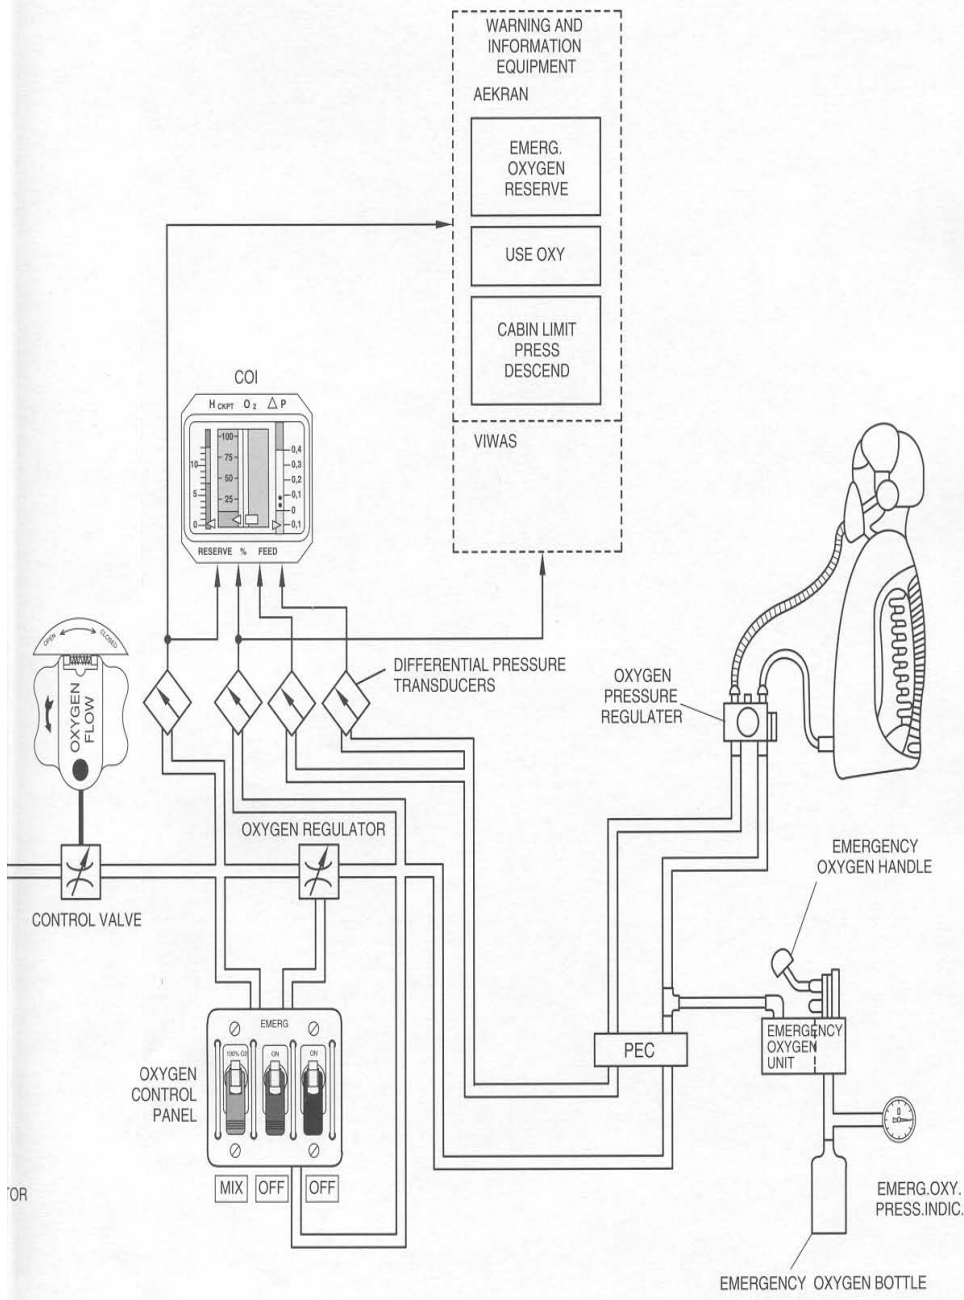 WARNING AND
INFORMATION
EQUIPMENT
AEKRAN
EMERG.
OXYGEN
RESERVE
USE OXY
CABIN LIMIT
PRESS
DESCEND
VIWAS
COI
H CKPT O2 △ P
100
75
50
25
10
5
0
0,4
0,3
0,2
0,1
0
0,1
RESERVE % FEED
OPEN
CLOSED
OXYGEN
FLOW
CONTROL VALVE
DIFFERENTIAL PRESSURE
TRANSDUCERS
OXYGEN
PRESSURE
REGULATER
OXYGEN REGULATOR
EMERGENCY
OXYGEN HANDLE
EMERG
100% O2
ON
ON
OXYGEN
CONTROL
PANEL
MIX
OFF
OFF
PEC
EMERGENCY
OXYGEN
UNIT
TOR
EMERG.OXY.
PRESS.INDIC.
EMERGENCY OXYGEN BOTTLE